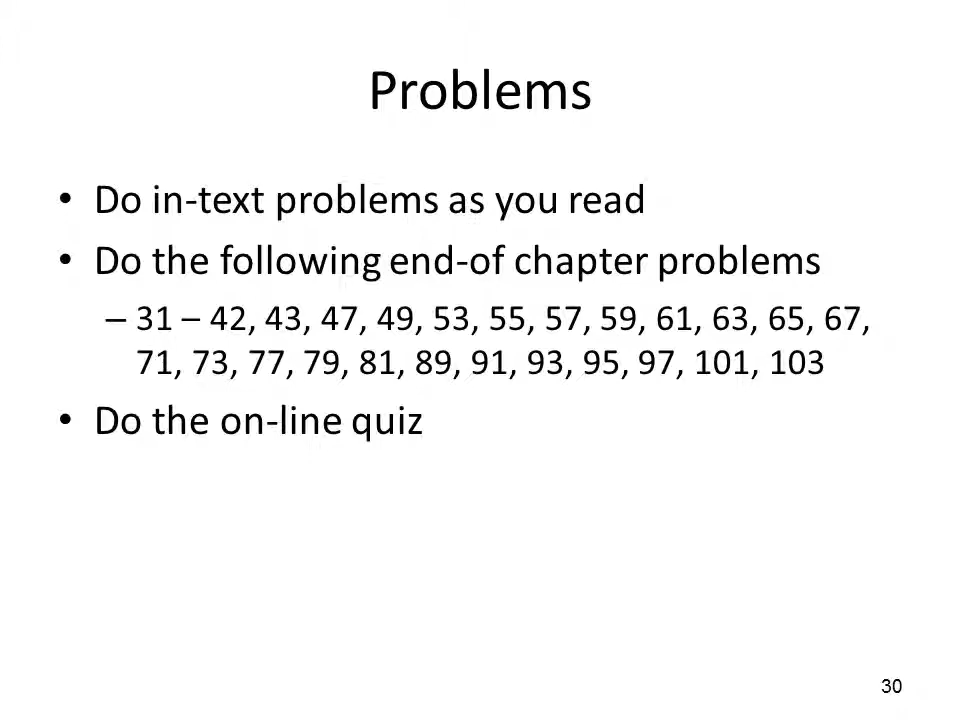 Problems
• Do in-text problems as you read
• Do the following end-of chapter problems
– 31 – 42, 43, 47, 49, 53, 55, 57, 59, 61, 63, 65, 67,
71, 73, 77, 79, 81, 89, 91, 93, 95, 97, 101, 103
• Do the on-line quiz
30